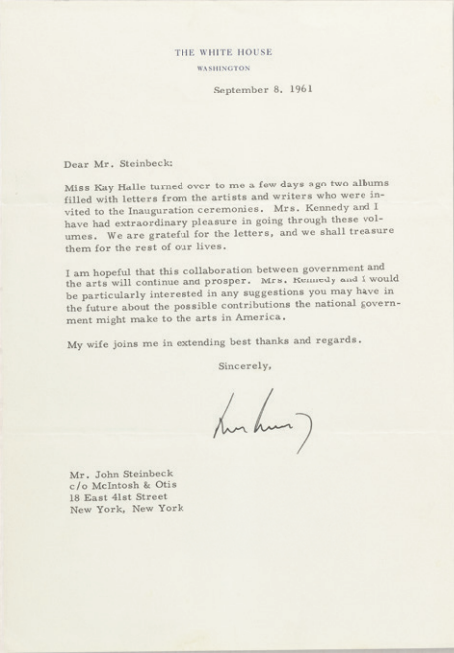 THE WHITE HOUSE
WASHINGTON
September 8, 1961
Dear Mr. Steinbeck:
Miss Kay Halle turned over to me a few days ago two albums
filled with letters from the artists and writers who were in-
vited to the Inauguration ceremonies. Mrs. Kennedy and I
have had extraordinary pleasure in going through these vol-
umes. We are grateful for the letters, and we shall treasure
them for the rest of our lives.
I am hopeful that this collaboration between government and
the arts will continue and prosper. Mrs. Kennedy and I would
be particularly interested in any suggestions you may have in
the future about the possible contributions the national govern-
ment might make to the arts in America.
My wife joins me in extending best thanks and regards.
Sincerely,
Mr. John Steinbeck
c/o McIntosh & Otis
18 East 41st Street
New York, New York